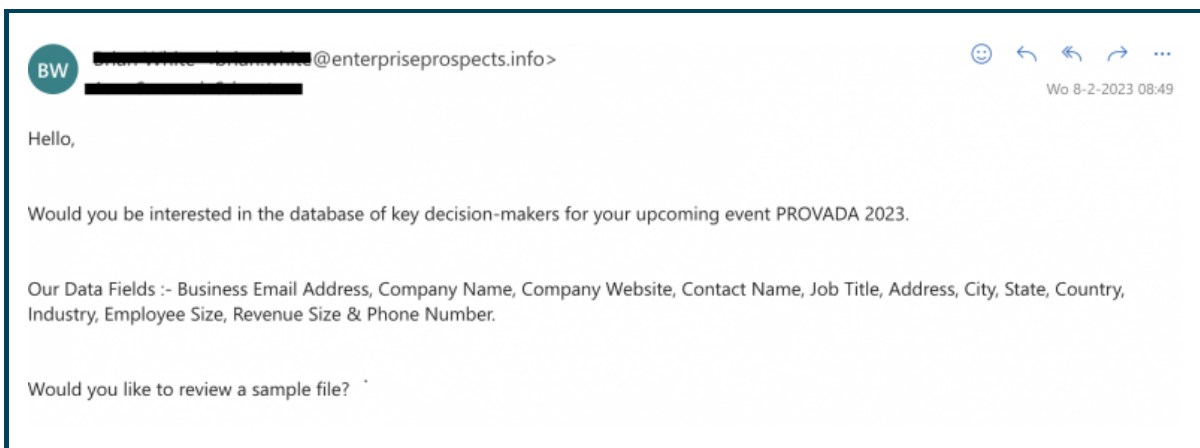 BW
@enterpriseprospects.info>
Wo 8-2-2023 08:49
Hello,
Would you be interested in the database of key decision-makers for your upcoming event PROVADA 2023.
Our Data Fields :- Business Email Address, Company Name, Company Website, Contact Name, Job Title, Address, City, State, Country,
Industry, Employee Size, Revenue Size & Phone Number.
Would you like to review a sample file?